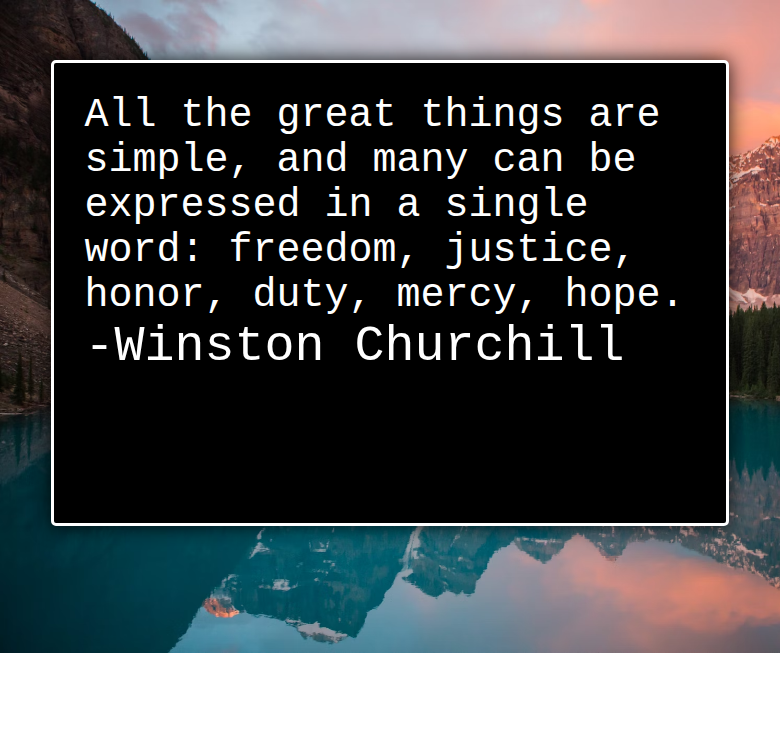 All the great things are
simple, and many can be
expressed in a single
word: freedom, justice,
honor, duty, mercy, hope.
-Winston Churchill